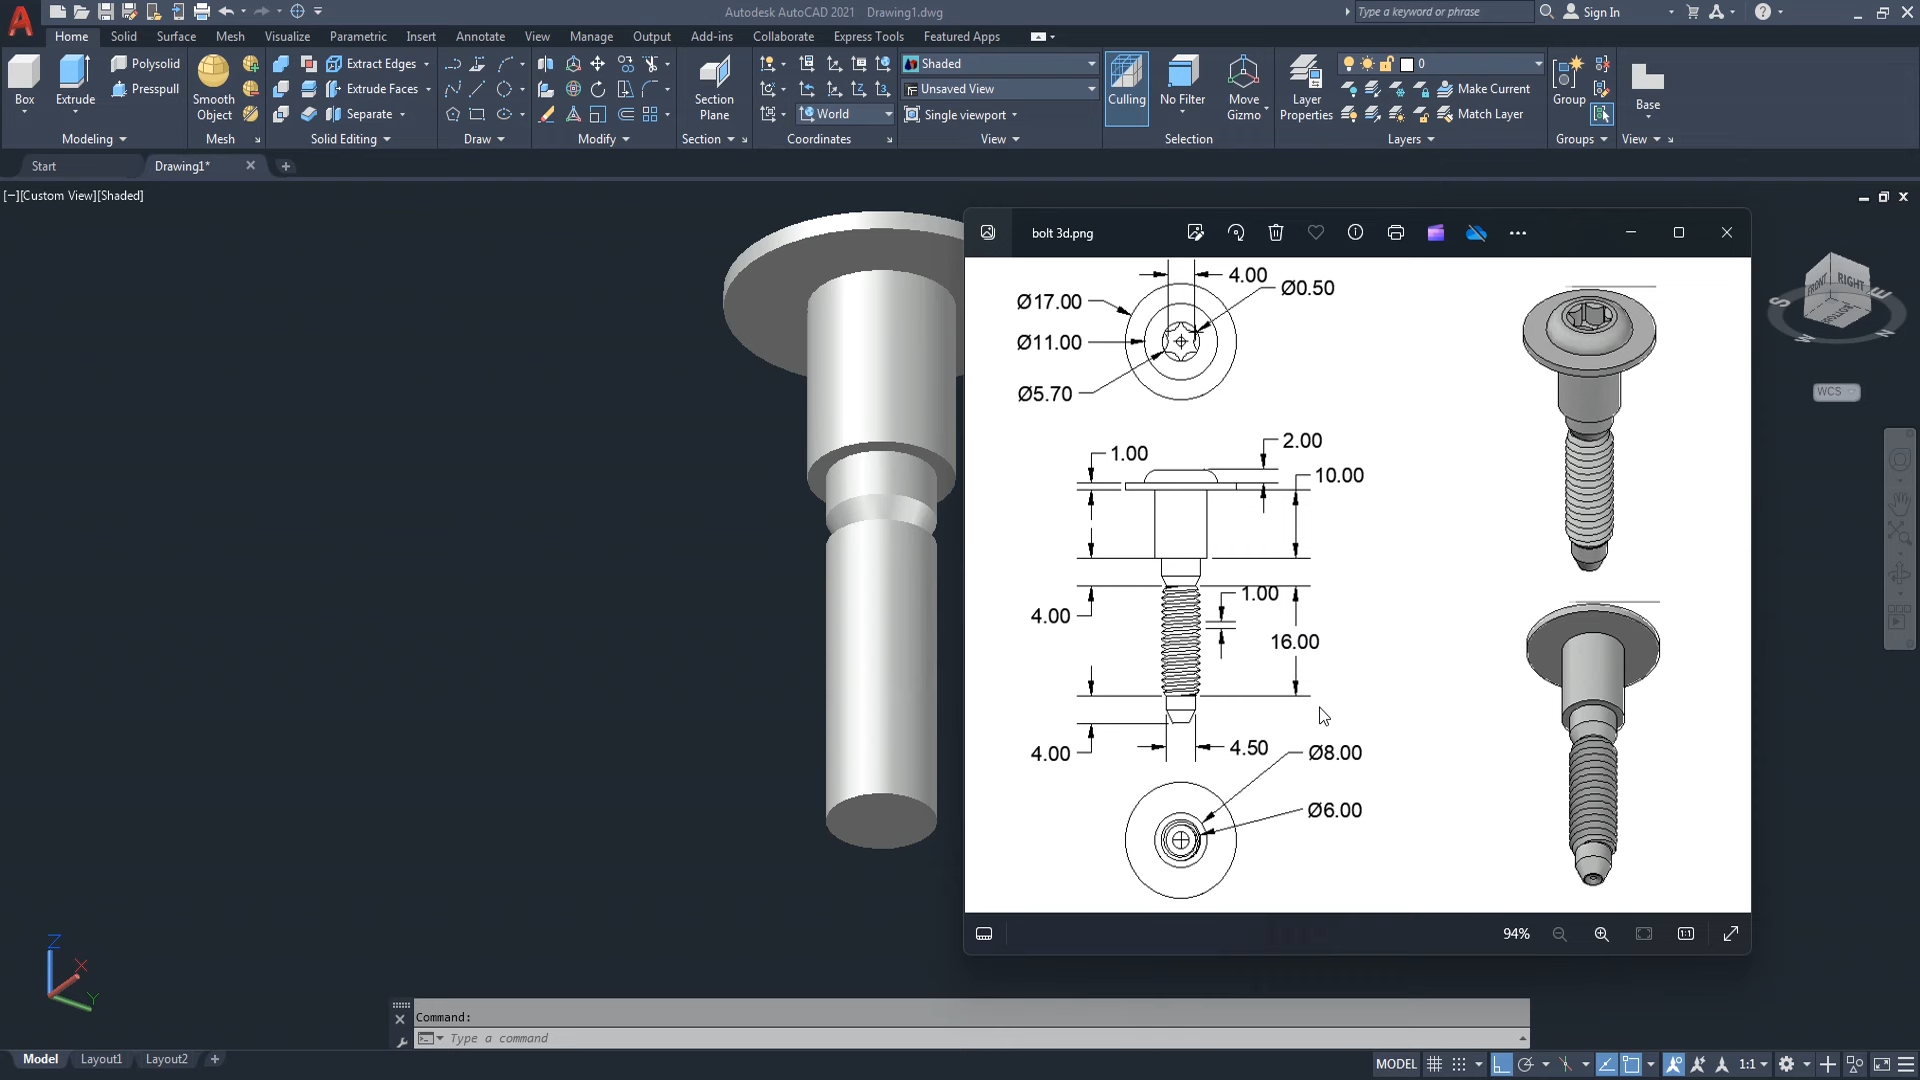 Autodesk AutoCAD 2021 Drawing1.dwg
Type a keyword or phrase
Sign In
Home Solid Surface Mesh Visualize Parametric Insert Annotate View Manage Output Add-ins Collaborate Express Tools Featured Apps
Box
Extrude
Polysolid
Presspull
Modeling
Smooth
Object
Mesh
Extract Edges
Extrude Faces
Separate
Solid Editing
Draw
Modify
Section
Plane
Section
World
Coordinates
Shaded
Unsaved View
Single viewport
View
Culling
No Filter
Move
Gizmo
Selection
Layer
Properties
0
Make Current
Match Layer
Layers
Group
Groups
Base
View
Start
Drawing1*
[−][Custom View][Shaded]
bolt 3d.png
4.00
Ø0.50
Ø17.00
Ø11.00
Ø5.70
2.00
1.00
10.00
1.00
4.00
16.00
4.50
4.00
Ø8.00
Ø6.00
94%
1:1
FRONT
RIGHT
BOTTOM
S
E
W
N
WCS
Z
X
Y
Command:
Type a command
Model
Layout1
Layout2
MODEL
1:1